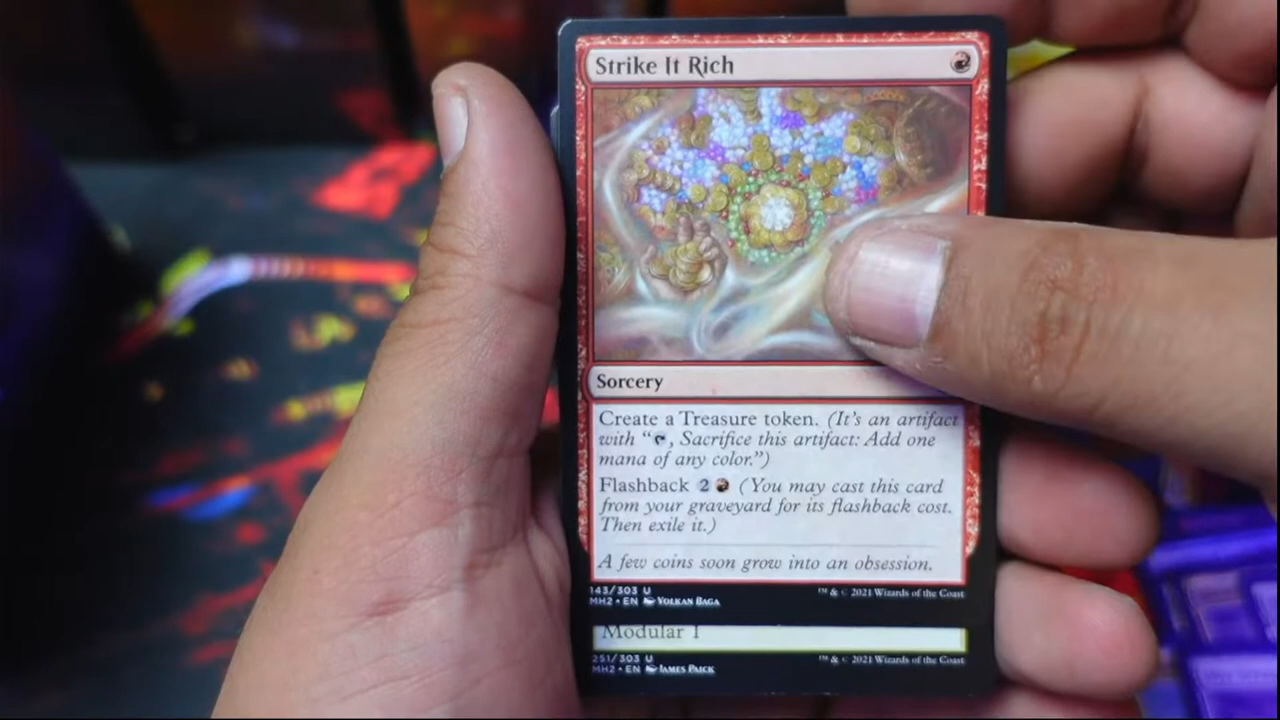 Strike It Rich
Sorcery
Create a Treasure token. (It's an artifact
with “, Sacrifice this artifact: Add one
mana of any color.”)
Flashback 2 (You may cast this card
from your graveyard for its flashback cost.
Then exile it.)
A few coins soon grow into an obsession.
143/303 U
MH2 • EN Volkan Baga
™ & © 2021 Wizards of the Coast
Modular 1
251/303 U
MH2 • EN James Paick
™ & © 2021 Wizards of the Coast